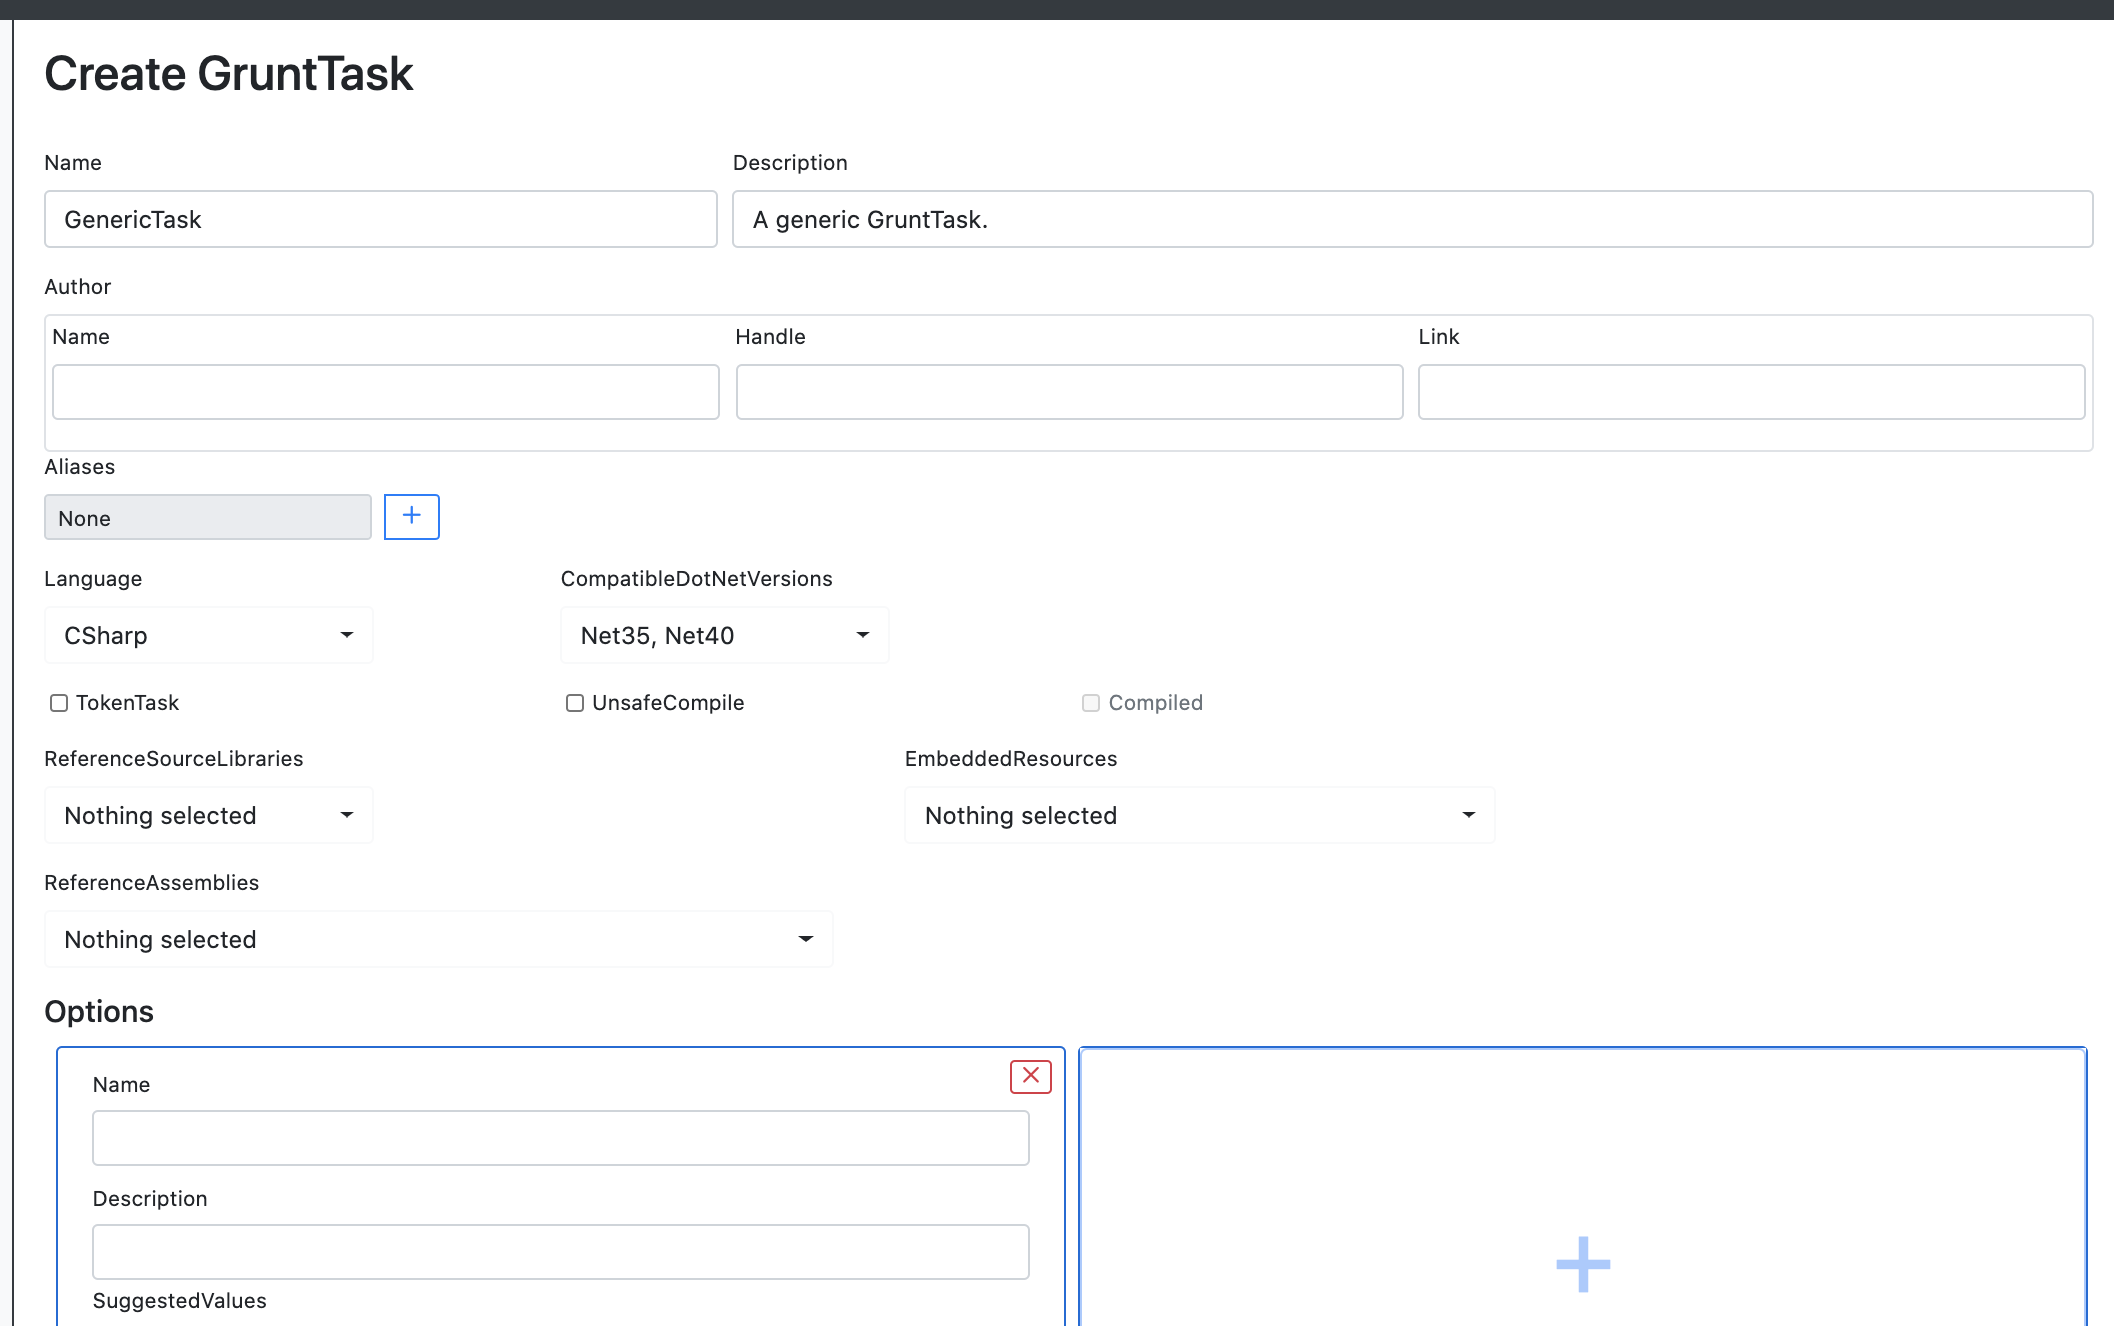 Create GruntTask
Name
Description
GenericTask
A generic GruntTask.
Author
Name
Handle
Link
Aliases
None
Language
CompatibleDotNetVersions
CSharp
Net35, Net40
TokenTask
UnsafeCompile
Compiled
ReferenceSourceLibraries
EmbeddedResources
Nothing selected
Nothing selected
ReferenceAssemblies
Nothing selected
Options
Name
Description
SuggestedValues